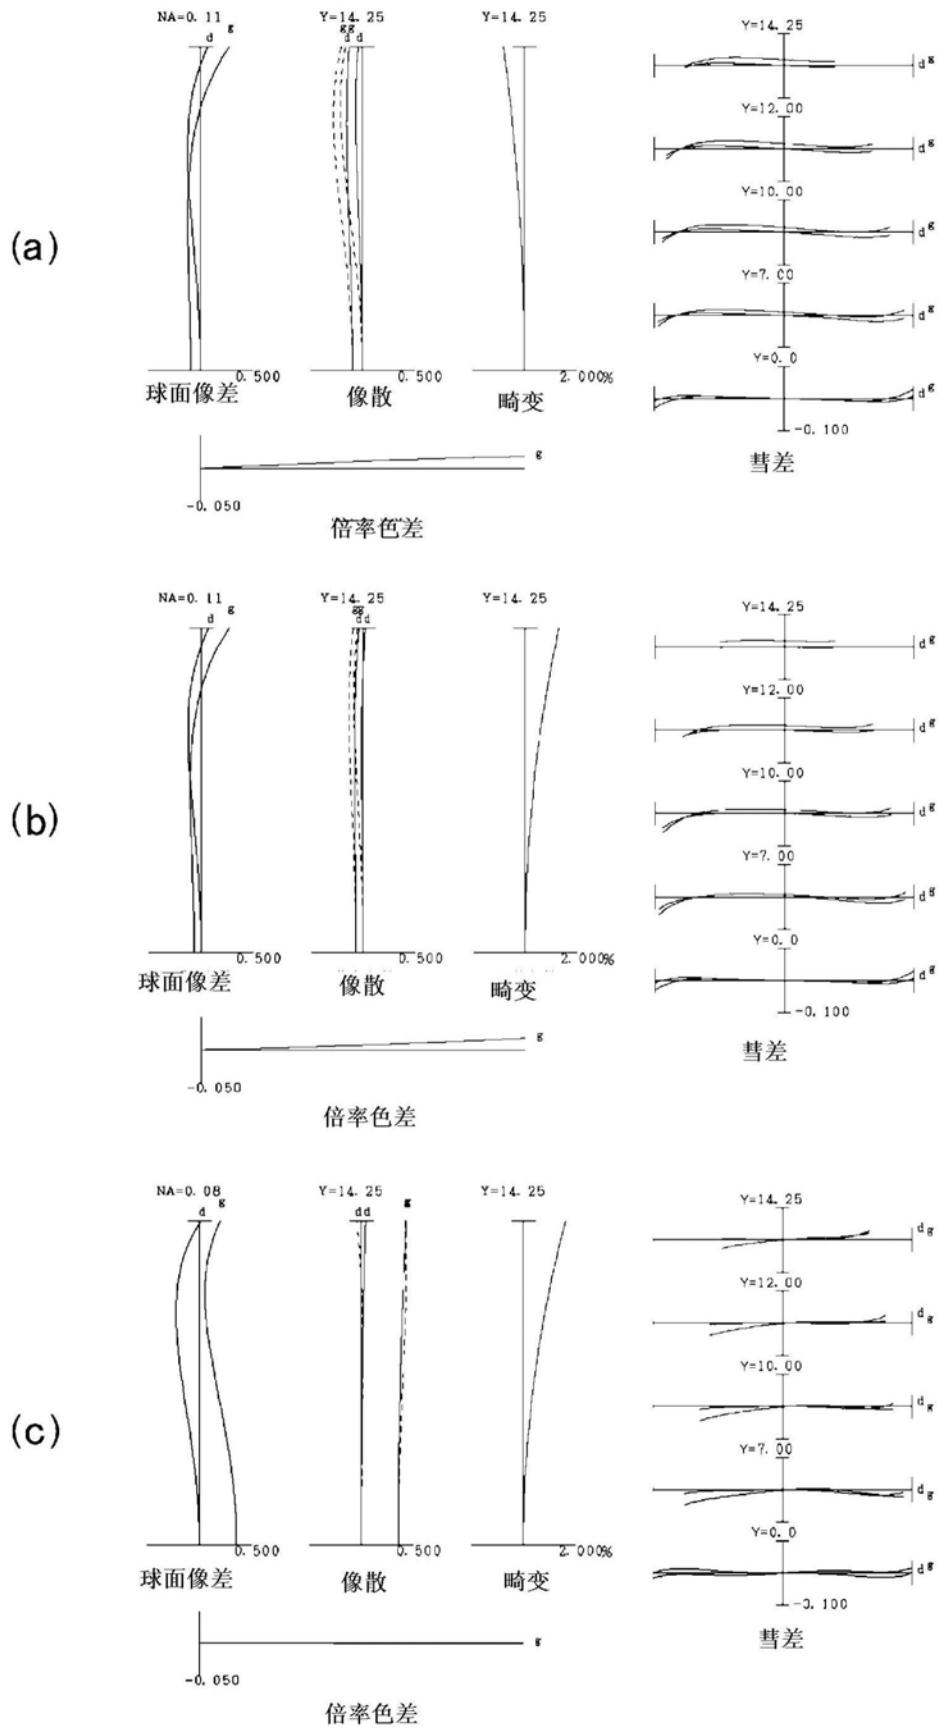 (a)
NA=0.11
d g
0.500
球面像差
Y=14.25
gg
d d
0.500
像散
Y=14.25
2.000%
畸变
Y=14.25
d g
Y=12.00
d g
Y=10.00
d g
Y=7.00
d g
Y=0.0
d g
-0.100
彗差
g
-0.050
倍率色差
(b)
NA=0.11
d g
0.500
球面像差
Y=14.25
gg
dd
0.500
像散
Y=14.25
2.000%
畸变
Y=14.25
d g
Y=12.00
d g
Y=10.00
d g
Y=7.00
d g
Y=0.0
d g
-0.100
彗差
g
-0.050
倍率色差
(c)
NA=0.08
d g
0.500
球面像差
Y=14.25
dd g
0.500
像散
Y=14.25
2.000%
畸变
Y=14.25
d g
Y=12.00
d g
Y=10.00
d g
Y=7.00
d g
Y=0.0
d g
-0.100
彗差
g
-0.050
倍率色差